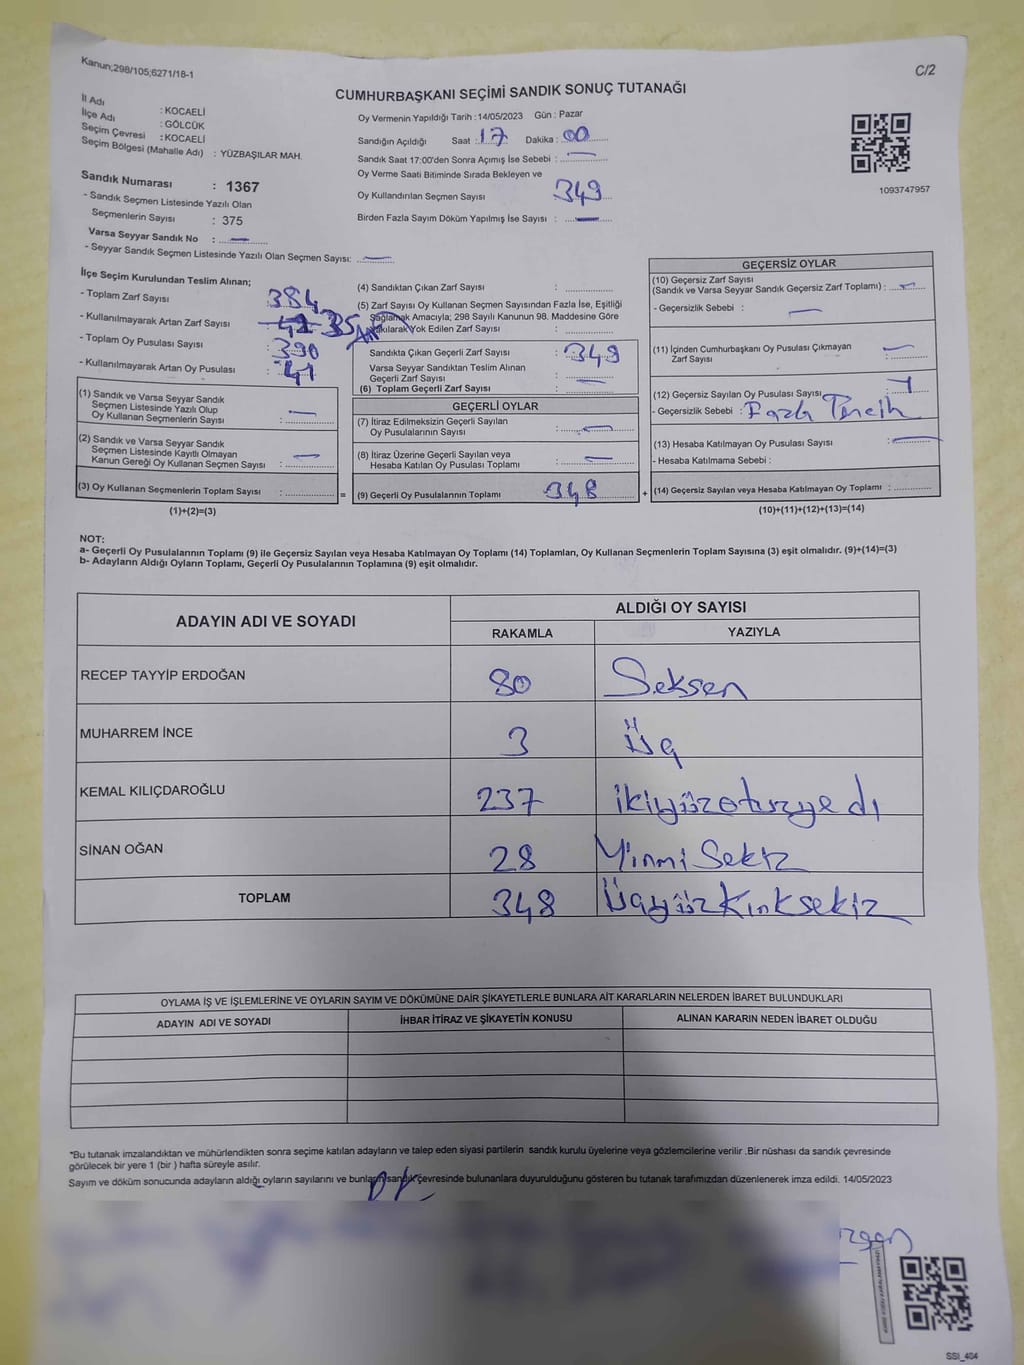 Kanun;298/105;6271/18-1
C/2
CUMHURBAŞKANI SEÇİMİ SANDIK SONUÇ TUTANAĞI
İl Adı : KOCAELİ
İlçe Adı : GÖLCÜK
Seçim Çevresi : KOCAELİ
Seçim Bölgesi (Mahalle Adı) : YÜZBAŞILAR MAH.
Oy Vermenin Yapıldığı Tarih :14/05/2023 Gün : Pazar
Sandığın Açıldığı Saat : 17 Dakika : 00
Sandık Saat 17:00'den Sonra Açımış İse Sebebi : —
Oy Verme Saati Bitiminde Sırada Bekleyen ve
Oy Kullandırılan Seçmen Sayısı 349
Birden Fazla Sayım Döküm Yapılmış İse Sayısı : —
1093747957
Sandık Numarası : 1367
- Sandık Seçmen Listesinde Yazılı Olan
Seçmenlerin Sayısı : 375
Varsa Seyyar Sandık No : —
- Seyyar Sandık Seçmen Listesinde Yazılı Olan Seçmen Sayısı: —
İlçe Seçim Kurulundan Teslim Alınan;
- Toplam Zarf Sayısı 384
- Kullanılmayarak Artan Zarf Sayısı 35
- Toplam Oy Pusulası Sayısı : 390
- Kullanılmayarak Artan Oy Pusulası : 41
(1) Sandık ve Varsa Seyyar Sandık
Seçmen Listesinde Yazılı Olup
Oy Kullanan Seçmenlerin Sayısı : —
(2) Sandık ve Varsa Seyyar Sandık
Seçmen Listesinde Kayıtlı Olmayan
Kanun Gereği Oy Kullanan Seçmen Sayısı : —
(3) Oy Kullanan Seçmenlerin Toplam Sayısı :
(1)+(2)=(3)
(4) Sandıktan Çıkan Zarf Sayısı :
(5) Zarf Sayısı Oy Kullanan Seçmen Sayısından Fazla İse, Eşitliği
Sağlamak Amacıyla; 298 Sayılı Kanunun 98. Maddesine Göre
Yakılarak Yok Edilen Zarf Sayısı :
Sandıkta Çıkan Geçerli Zarf Sayısı : 349
Varsa Seyyar Sandıktan Teslim Alınan
Geçerli Zarf Sayısı : —
(6) Toplam Geçerli Zarf Sayısı :
GEÇERLİ OYLAR
(7) İtiraz Edilmeksizin Geçerli Sayılan
Oy Pusulalarının Sayısı : —
(8) İtiraz Üzerine Geçerli Sayılan veya
Hesaba Katılan Oy Pusulası Toplamı : —
= (9) Geçerli Oy Pusulalarının Toplamı 348
GEÇERSİZ OYLAR
(10) Geçersiz Zarf Sayısı
(Sandık ve Varsa Seyyar Sandık Geçersiz Zarf Toplamı) : —
- Geçersizlik Sebebi : —
(11) İçinden Cumhurbaşkanı Oy Pusulası Çıkmayan
Zarf Sayısı : —
(12) Geçersiz Sayılan Oy Pusulası Sayısı : 1
- Geçersizlik Sebebi : Fazla Tercih
(13) Hesaba Katılmayan Oy Pusulası Sayısı : —
- Hesaba Katılmama Sebebi :
+ (14) Geçersiz Sayılan veya Hesaba Katılmayan Oy Toplamı :
(10)+(11)+(12)+(13)=(14)
NOT:
a- Geçerli Oy Pusulalarının Toplamı (9) ile Geçersiz Sayılan veya Hesaba Katılmayan Oy Toplamı (14) Toplamları, Oy Kullanan Seçmenlerin Toplam Sayısına (3) eşit olmalıdır. (9)+(14)=(3)
b- Adayların Aldığı Oyların Toplamı, Geçerli Oy Pusulalarının Toplamına (9) eşit olmalıdır.
ADAYIN ADI VE SOYADI ALDIĞI OY SAYISI
RAKAMLA YAZIYLA
RECEP TAYYİP ERDOĞAN 80 Seksen
MUHARREM İNCE 3 Üç
KEMAL KILIÇDAROĞLU 237 ikiyüzotuzyedi
SİNAN OĞAN 28 Yirmi Sekiz
TOPLAM 348 Üçyüz Kırksekiz
OYLAMA İŞ VE İŞLEMLERİNE VE OYLARIN SAYIM VE DÖKÜMÜNE DAİR ŞİKAYETLERLE BUNLARA AİT KARARLARIN NELERDEN İBARET BULUNDUKLARI
ADAYIN ADI VE SOYADI İHBAR İTİRAZ VE ŞİKAYETİN KONUSU ALINAN KARARIN NEDEN İBARET OLDUĞU
*Bu tutanak imzalandıktan ve mühürlendikten sonra seçime katılan adayların ve talep eden siyasi partilerin sandık kurulu üyelerine veya gözlemcilerine verilir .Bir nüshası da sandık çevresinde
görülecek bir yere 1 (bir ) hafta süreyle asılır.
Sayım ve döküm sonucunda adayların aldığı oyların sayılarını ve bunların sandık çevresinde bulunanlara duyurulduğunu gösteren bu tutanak tarafımızdan düzenlenerek imza edildi. 14/05/2023
SSI_404